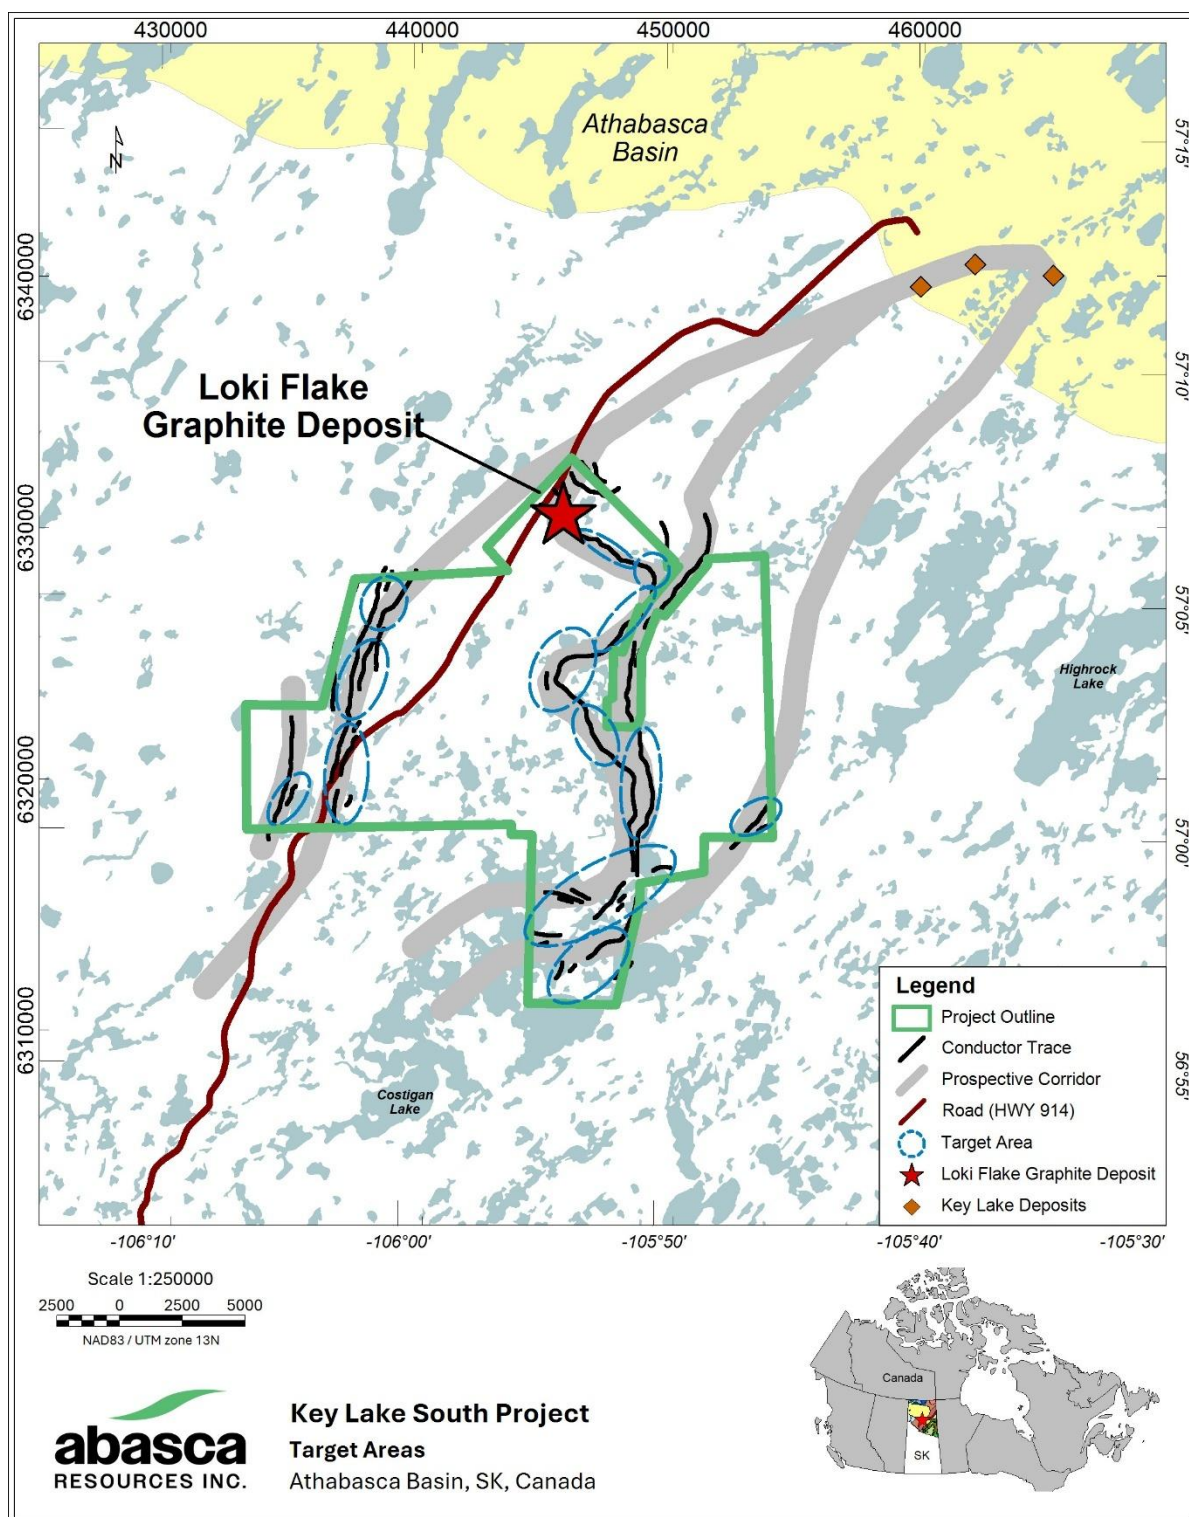 430000
440000
450000
460000
Athabasca
Basin
N
57°15'
6340000
57°10'
Loki Flake
Graphite Deposit
6330000
57°05'
Highrock
Lake
6320000
57°00'
6310000
Costigan
Lake
56°55'
Legend
Project Outline
Conductor Trace
Prospective Corridor
Road (HWY 914)
Target Area
Loki Flake Graphite Deposit
Key Lake Deposits
-106°10'
-106°00'
-105°50'
-105°40'
-105°30'
Scale 1:250000
2500 0 2500 5000
NAD83 / UTM zone 13N
Canada
SK
abasca
RESOURCES INC.
Key Lake South Project
Target Areas
Athabasca Basin, SK, Canada